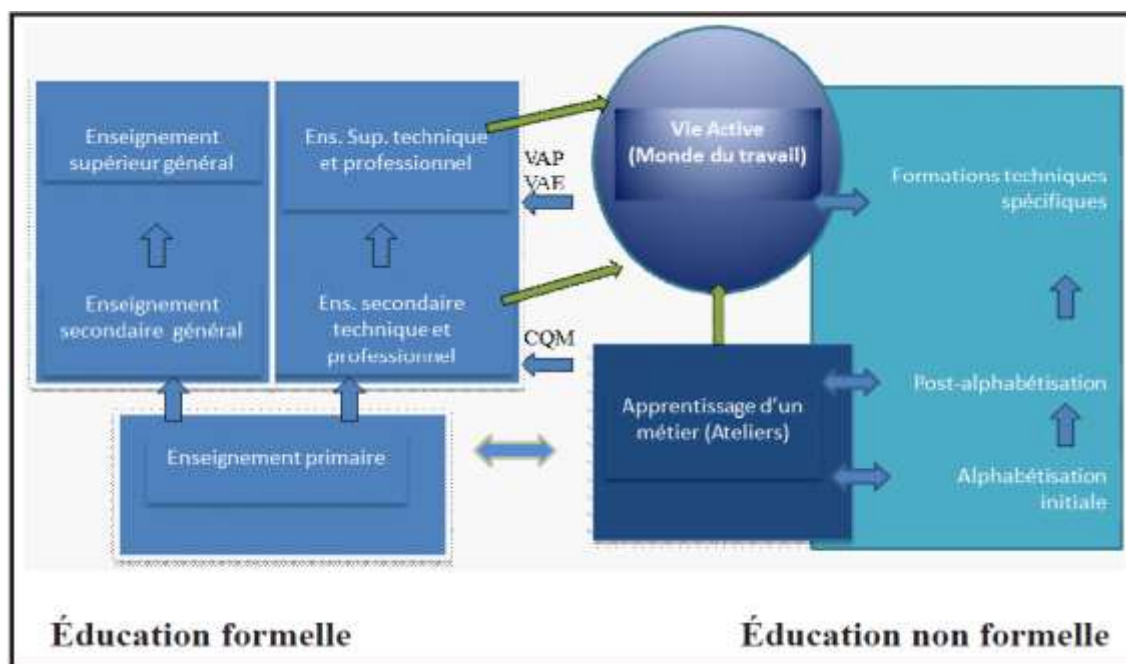 Enseignement
supérieur général
Ens. Sup. technique
et professionnel
VAP
VAE
Vie Active
(Monde du travail)
Formations techniques
spécifiques
Enseignement
secondaire général
Ens. secondaire
technique et
professionnel
CQM
Apprentissage d'un
métier (Ateliers)
Post-alphabétisation
Enseignement primaire
Alphabétisation
initiale
Éducation formelle
Éducation non formelle